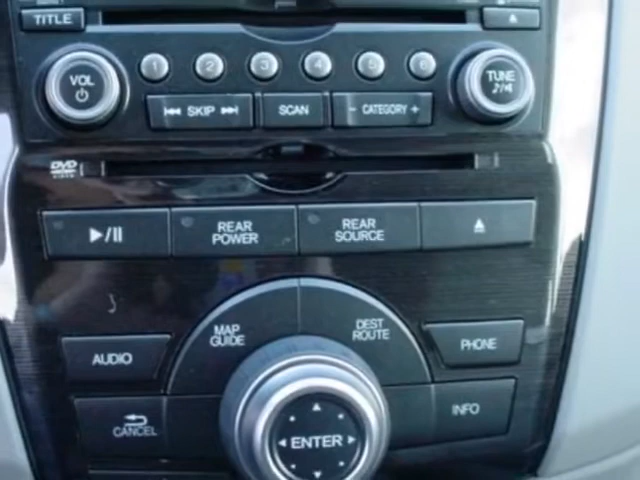 TITLE
VOL
1 2 3 4 5 6
TUNE
SKIP
SCAN
- CATEGORY +
DVD
REAR
POWER
REAR
SOURCE
MAP
GUIDE
DEST
ROUTE
AUDIO
PHONE
CANCEL
INFO
ENTER